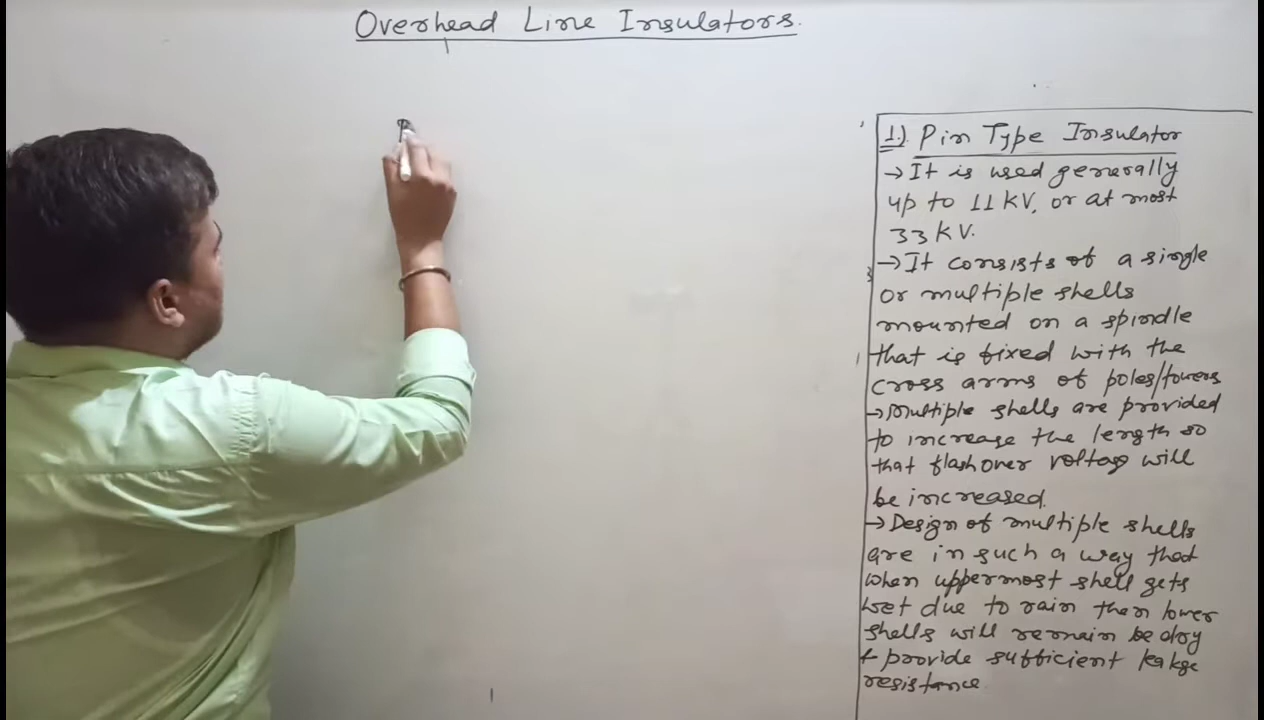 Overhead Line Insulators.
1.) Pin Type Insulator
→ It is used generally
up to 11 KV, or at most
33 KV.
→ It consists of a single
or multiple shells
mounted on a spindle
that is fixed with the
cross arms of poles/towers
→ Multiple shells are provided
to increase the length so
that flashover voltag will
be increased.
→ Design of multiple shells
are in such a way that
when uppermost shell gets
wet due to rain then lower
shells will remain be dry
+ provide sufficient leakge
resistance.